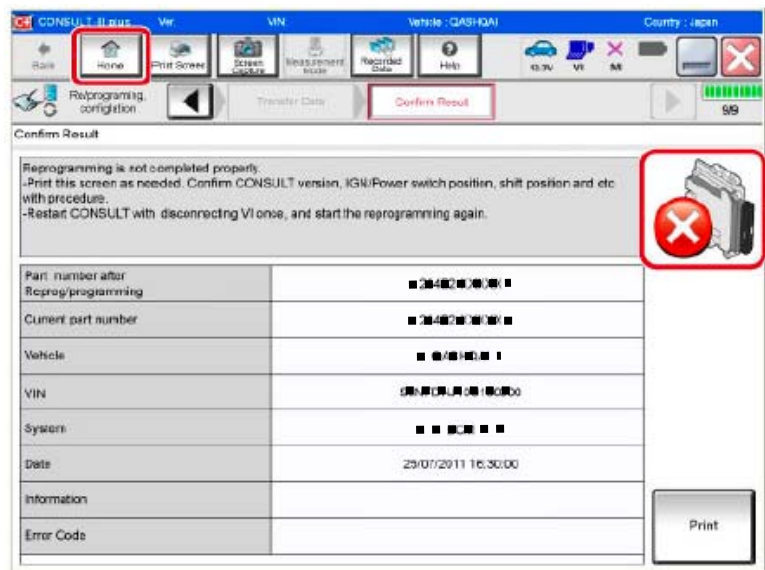 CONSULT-III plus Ver. VIN: Vehicle : QASHQAI Country : Japan
Back Home Print Screen Screen Capture Measurement Mode Recorded Data Help 13.3V VI MI
Re/programing, configration Transfer Data Confirm Result 9/9
Confirm Result
Reprogramming is not completed properly.
-Print this screen as needed. Confirm CONSULT version, IGN/Power switch position, shift position and etc
with procedure.
-Restart CONSULT with disconnecting VI once, and start the reprogramming again.
Part number after
Reprog/programming
Current part number
Vehicle
VIN
System
Date 25/07/2011 16:30:00
Information
Error Code
Print